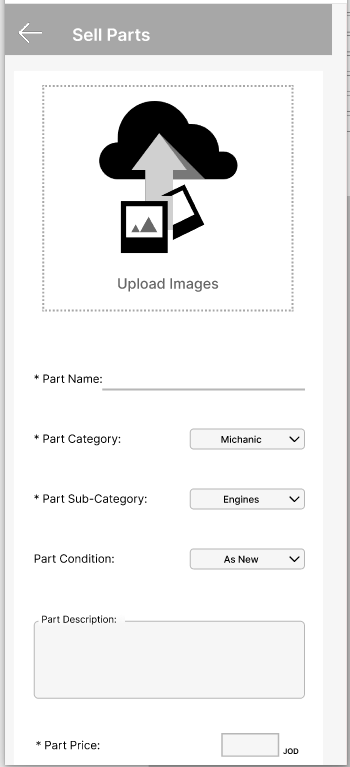 Sell Parts
Upload Images
* Part Name:
* Part Category: Michanic
* Part Sub-Category: Engines
Part Condition: As New
Part Description:
* Part Price: JOD